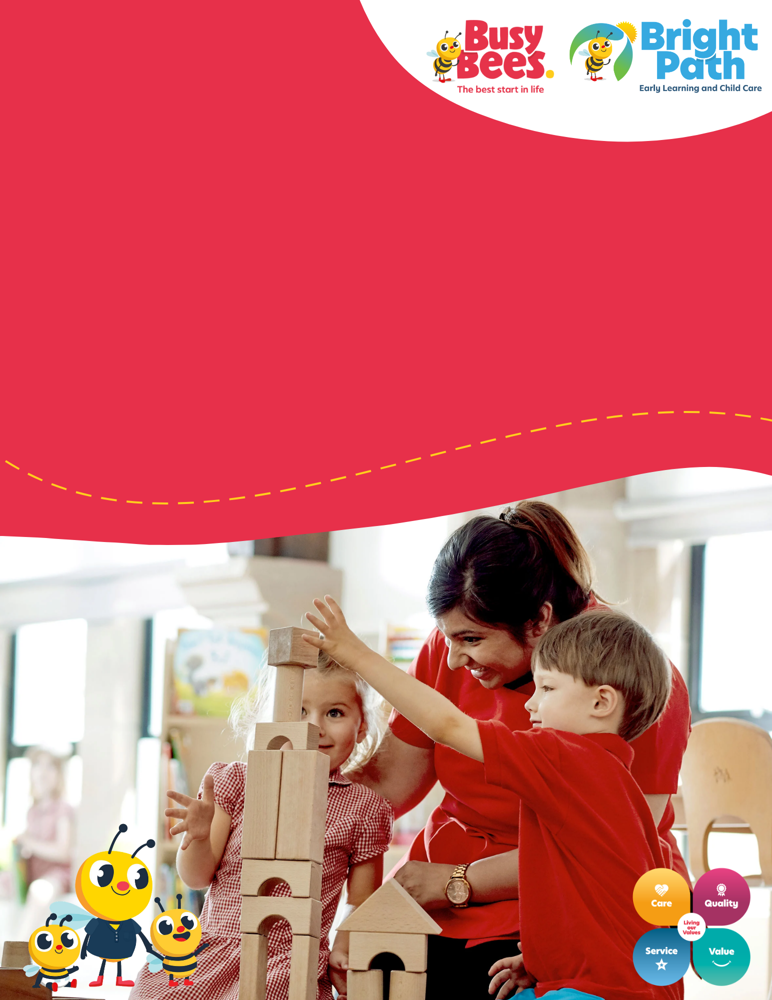 Busy
Bees.
The best start in life
Bright
Path
Early Learning and Child Care
Care
Quality
Living
our
Values
Service
Value